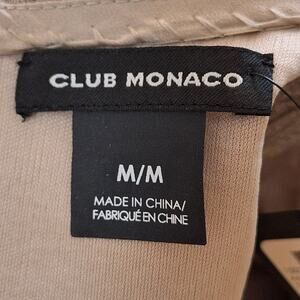 CLUB MONACO
M/M
MADE IN CHINA/
FABRIQUÉ EN CHINE